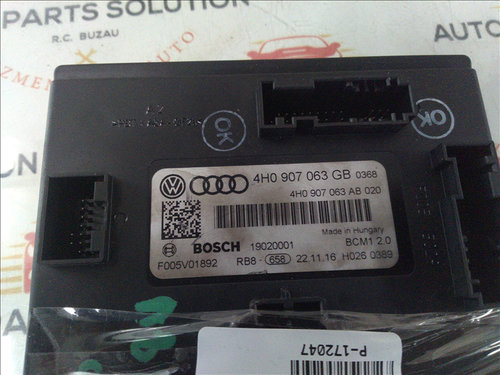 PARTS SOLUTION
R.C. BUZAU
AUTO
OK
OK
4H0 907 063 GB 0368
4H0 907 063 AB 020
Made in Hungary
BOSCH 19020001 BCM1 2.0
F005V01892 RB8- 658 22.11.16 H026 0389
P-172047